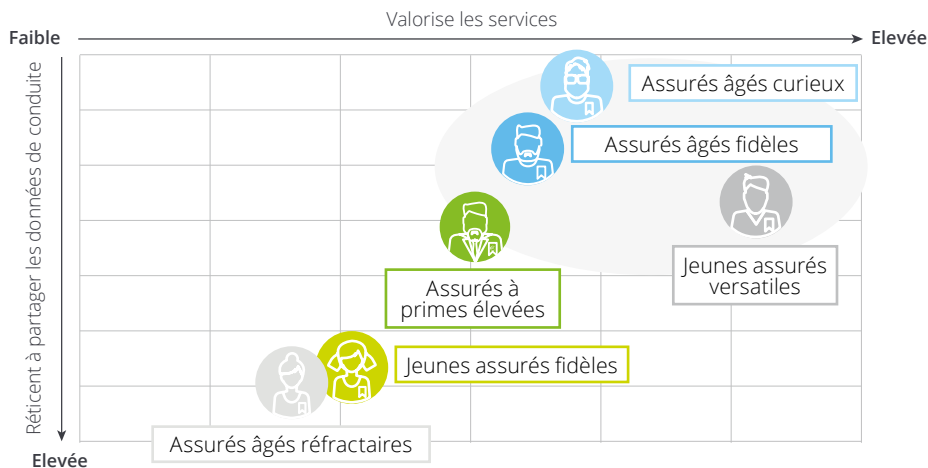 Valorise les services
Faible
Elevée
Réticent à partager les données de conduite
Assurés âgés curieux
Assurés âgés fidèles
Jeunes assurés
versatiles
Assurés à
primes élevées
Jeunes assurés fidèles
Assurés âgés réfractaires
Elevée